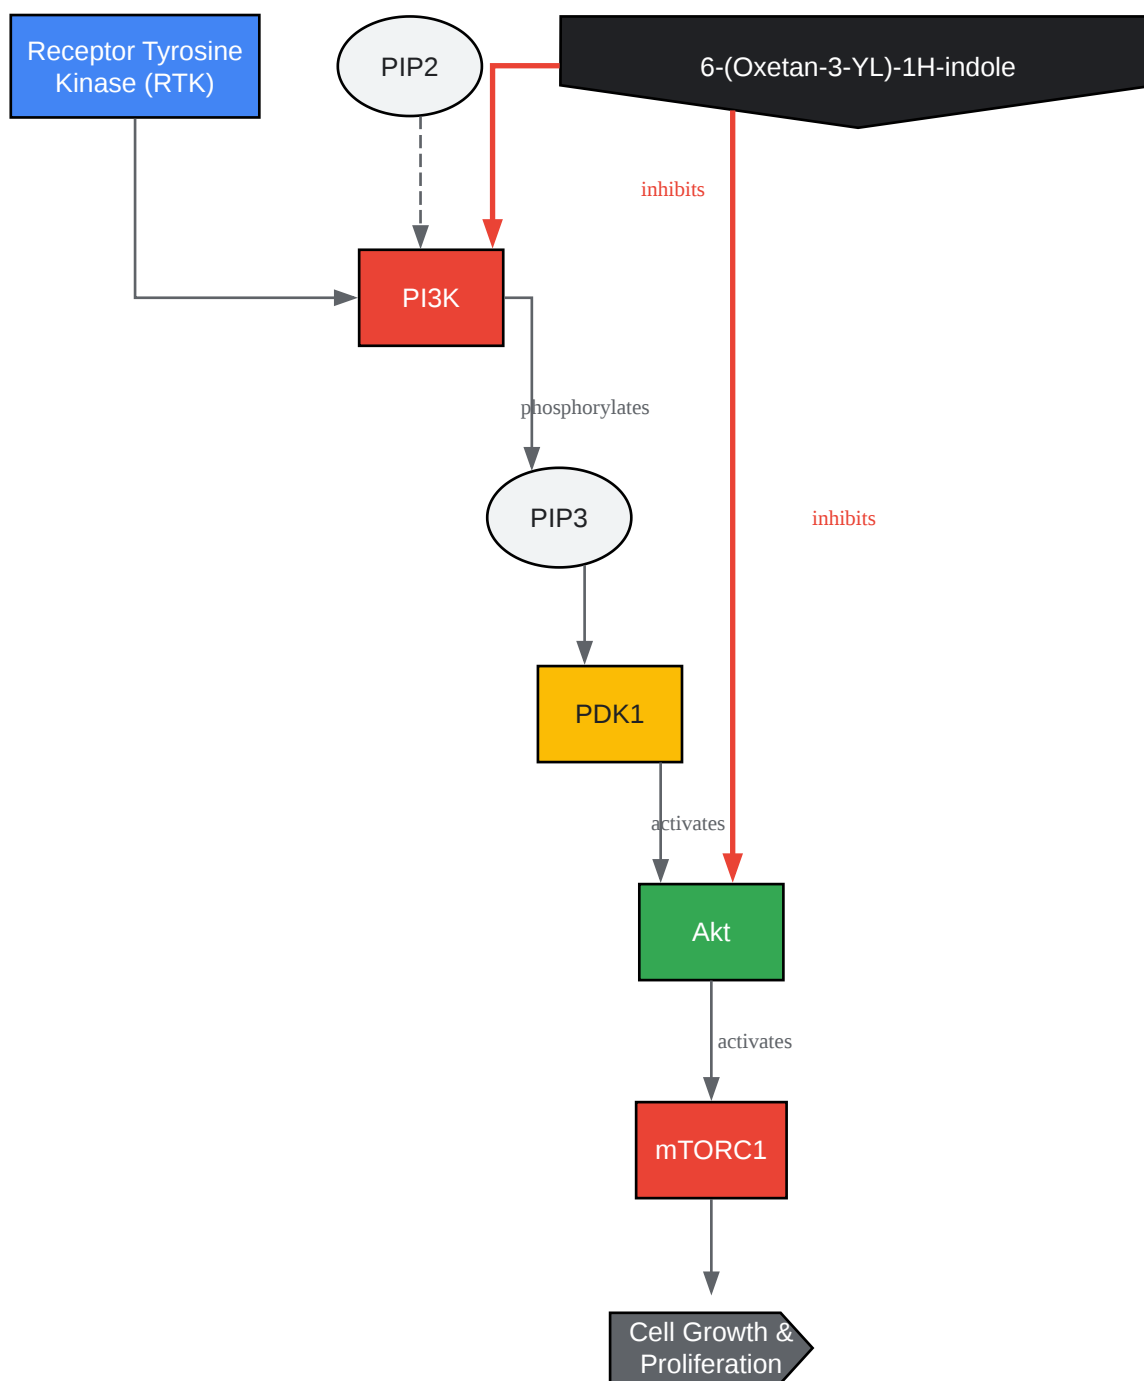 Receptor Tyrosine
Kinase (RTK)
PIP2
6-(Oxetan-3-YL)-1H-indole
inhibits
PI3K
phosphorylates
PIP3
inhibits
PDK1
activates
Akt
activates
mTORC1
Cell Growth &
Proliferation